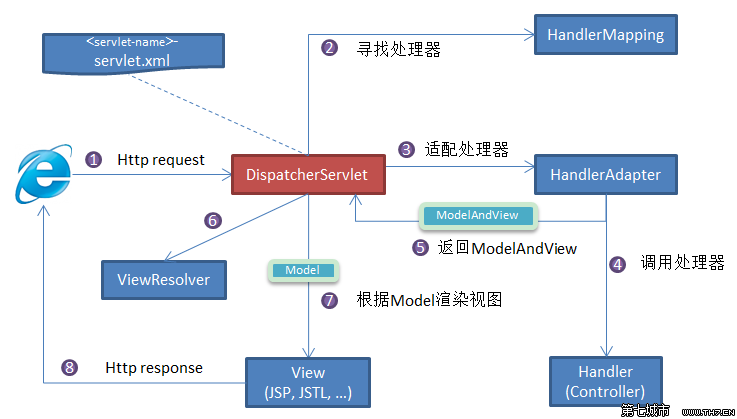 <servlet-name>-
servlet.xml
2 寻找处理器
HandlerMapping
1 Http request
DispatcherServlet
3 适配处理器
HandlerAdapter
ModelAndView
5 返回ModelAndView
6
ViewResolver
Model
4 调用处理器
7 根据Model渲染视图
8 Http response
View
(JSP, JSTL, ...)
Handler
(Controller)
第七城市 WWW.TH7.CN